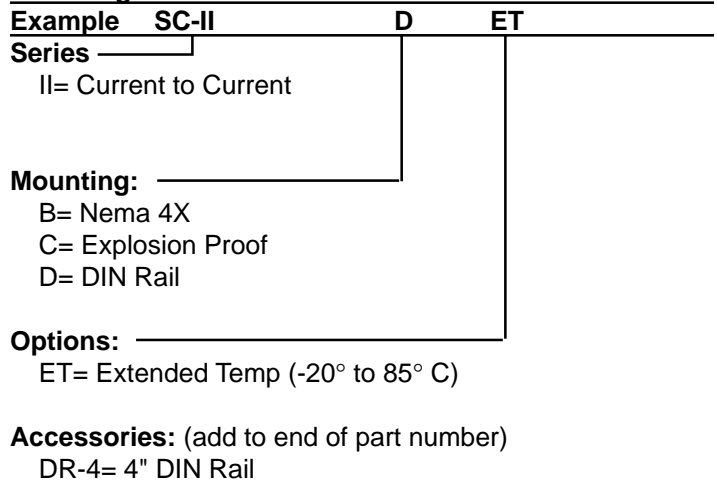 Example SC-II D ET
Series
II= Current to Current
Mounting:
B= Nema 4X
C= Explosion Proof
D= DIN Rail
Options:
ET= Extended Temp (-20° to 85° C)
Accessories: (add to end of part number)
DR-4= 4" DIN Rail